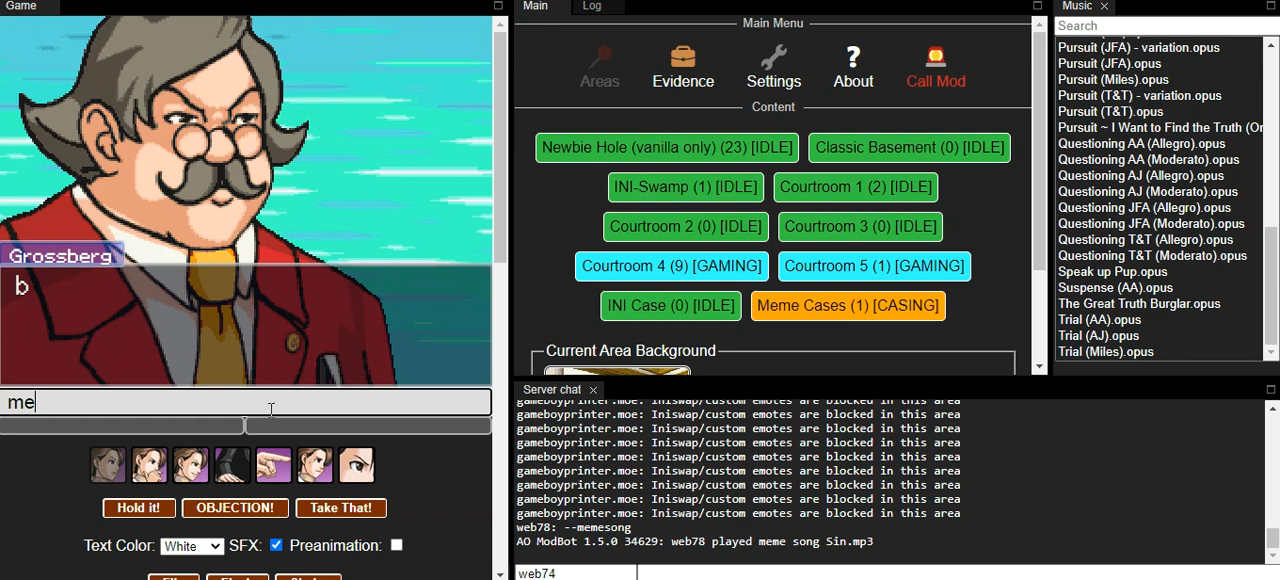 Game
Main
Log
Music
Grossberg
b
me
Hold it!
OBJECTION!
Take That!
Text Color:
White
SFX:
Preanimation:
Main Menu
Areas
Evidence
Settings
About
Call Mod
Content
Newbie Hole (vanilla only) (23) [IDLE]
Classic Basement (0) [IDLE]
INI-Swamp (1) [IDLE]
Courtroom 1 (2) [IDLE]
Courtroom 2 (0) [IDLE]
Courtroom 3 (0) [IDLE]
Courtroom 4 (9) [GAMING]
Courtroom 5 (1) [GAMING]
INI Case (0) [IDLE]
Meme Cases (1) [CASING]
Current Area Background
Search
Pursuit (JFA) - variation.opus
Pursuit (JFA).opus
Pursuit (Miles).opus
Pursuit (T&T) - variation.opus
Pursuit (T&T).opus
Pursuit ~ I Want to Find the Truth (Or
Questioning AA (Allegro).opus
Questioning AA (Moderato).opus
Questioning AJ (Allegro).opus
Questioning AJ (Moderato).opus
Questioning JFA (Allegro).opus
Questioning JFA (Moderato).opus
Questioning T&T (Allegro).opus
Questioning T&T (Moderato).opus
Speak up Pup.opus
Suspense (AA).opus
The Great Truth Burglar.opus
Trial (AA).opus
Trial (AJ).opus
Trial (Miles).opus
Server chat
gameboyprinter.moe: Iniswap/custom emotes are blocked in this area
gameboyprinter.moe: Iniswap/custom emotes are blocked in this area
gameboyprinter.moe: Iniswap/custom emotes are blocked in this area
gameboyprinter.moe: Iniswap/custom emotes are blocked in this area
gameboyprinter.moe: Iniswap/custom emotes are blocked in this area
gameboyprinter.moe: Iniswap/custom emotes are blocked in this area
gameboyprinter.moe: Iniswap/custom emotes are blocked in this area
gameboyprinter.moe: Iniswap/custom emotes are blocked in this area
gameboyprinter.moe: Iniswap/custom emotes are blocked in this area
web78: --memesong
AO ModBot 1.5.0 34629: web78 played meme song Sin.mp3
web74